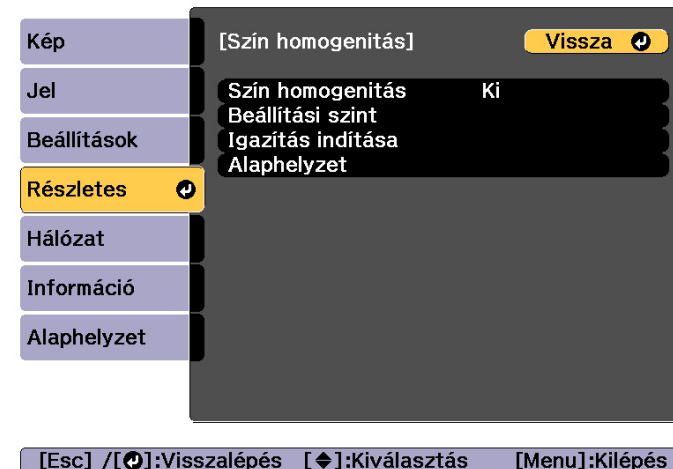 Kép
Jel
Beállítások
Részletes
Hálózat
Információ
Alaphelyzet
[Szín homogenitás]
Vissza
Szín homogenitás Ki
Beállítási szint
Igazítás indítása
Alaphelyzet
[Esc] /[⏎]:Visszalépés [◆]:Kiválasztás [Menu]:Kilépés